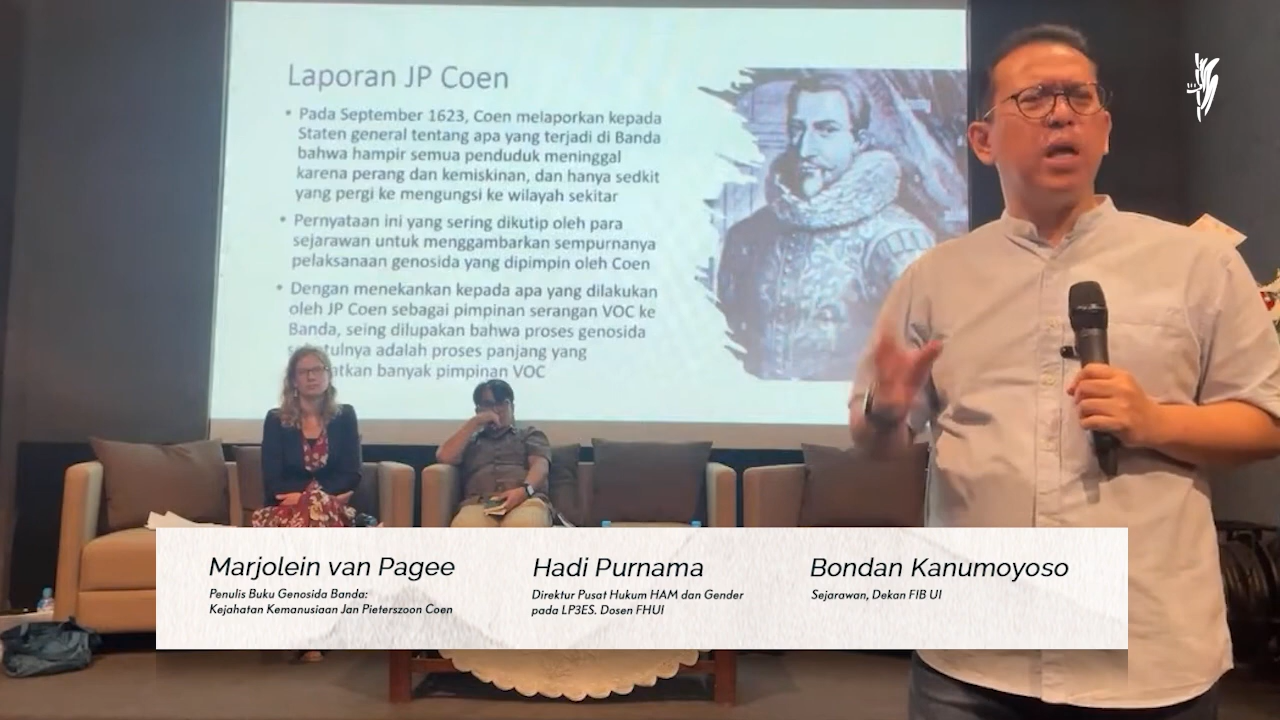 Laporan JP Coen
• Pada September 1623, Coen melaporkan kepada
Staten general tentang apa yang terjadi di Banda
bahwa hampir semua penduduk meninggal
karena perang dan kemiskinan, dan hanya sedkit
yang pergi ke mengungsi ke wilayah sekitar
• Pernyataan ini yang sering dikutip oleh para
sejarawan untuk menggambarkan sempurnanya
pelaksanaan genosida yang dipimpin oleh Coen
• Dengan menekankan kepada apa yang dilakukan
oleh JP Coen sebagai pimpinan serangan VOC ke
Banda, seing dilupakan bahwa proses genosida
adalah proses panjang yang
banyak pimpinan VOC
Marjolein van Pagee
Penulis Buku Genosida Banda:
Kejahatan Kemanusiaan Jan Pieterszoon Coen
Hadi Purnama
Direktur Pusat Hukum HAM dan Gender
pada LP3ES. Dosen FHUI
Bondan Kanumoyoso
Sejarawan, Dekan FIB UI